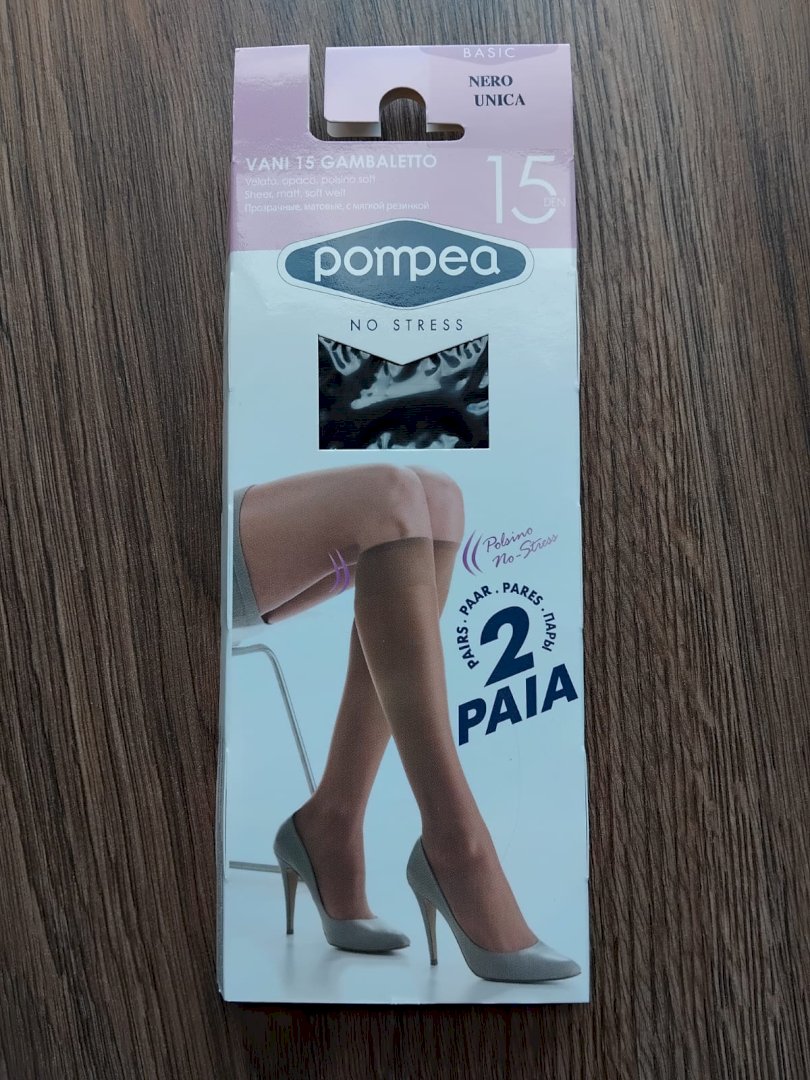 BASIC
NERO
UNICA
VANI 15 GAMBALETTO
Velato, opaco, polsino soft
Sheer, matt, soft welt
Прозрачные, матовые, с мягкой резинкой
15
DEN
pompea
NO STRESS
Polsino
No-Stress
PAIRS . PAAR . PARES . ПАРЫ
2
PAIA